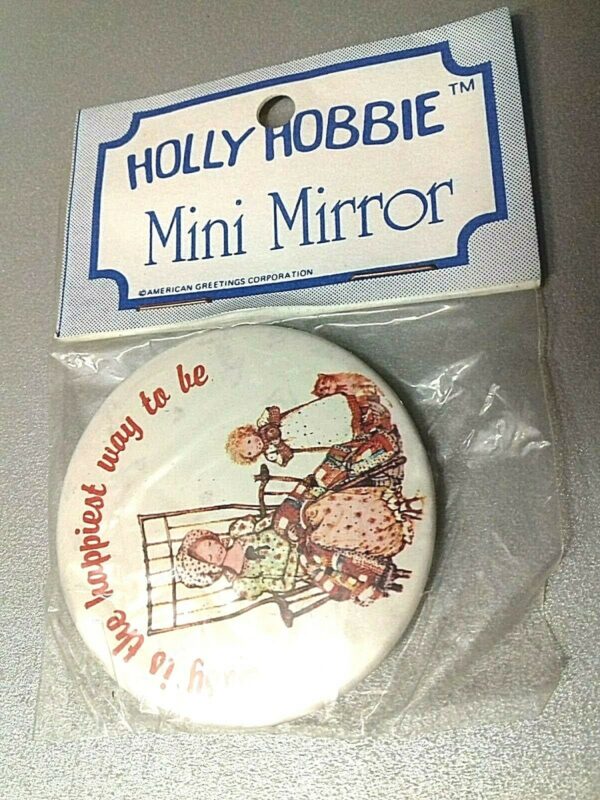 HOLLY HOBBIE™
Mini Mirror
©AMERICAN GREETINGS CORPORATION
is the happiest way to be